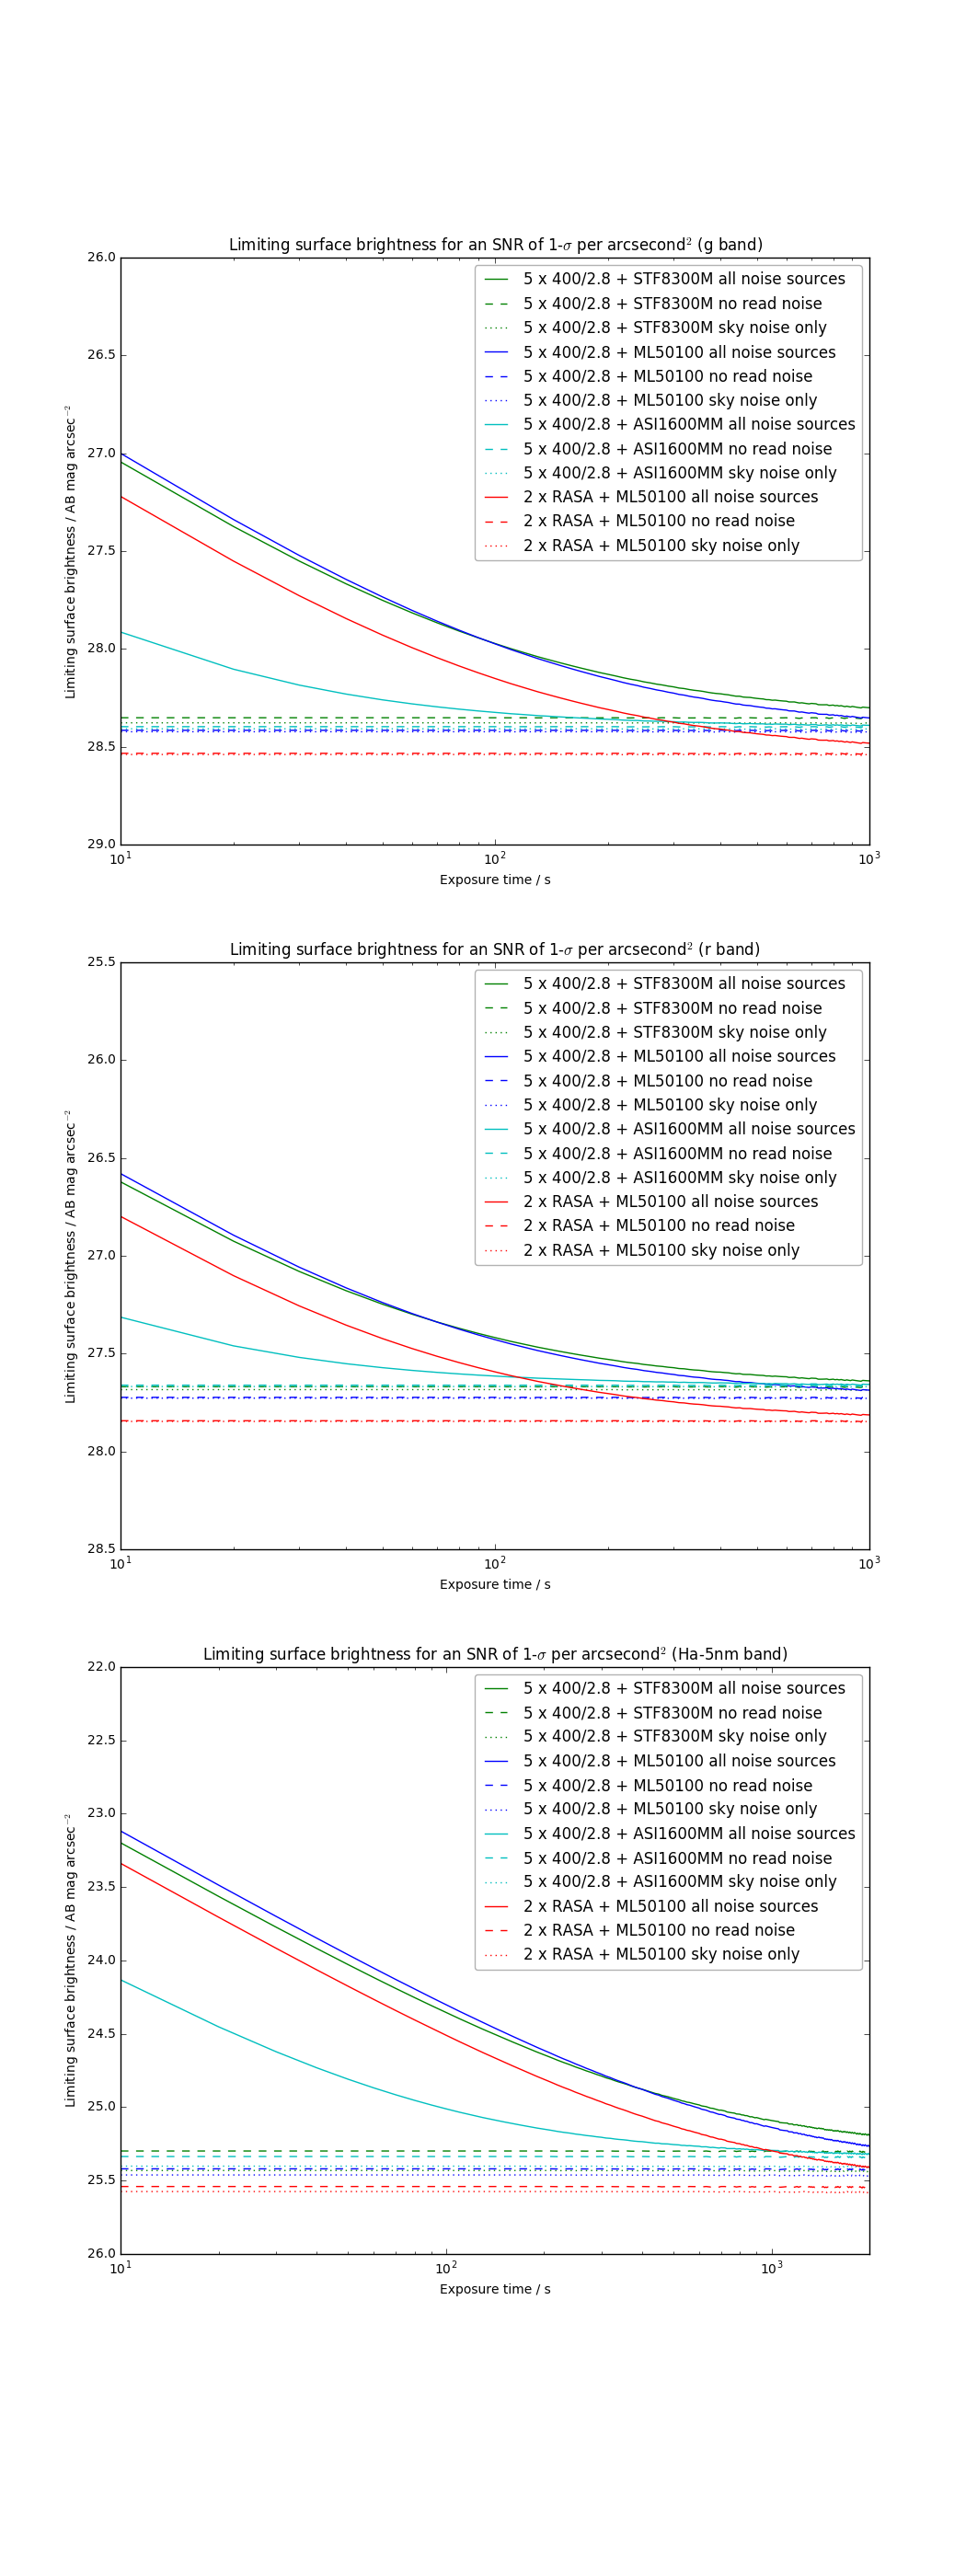 Limiting surface brightness for an SNR of 1-σ per arcsecond² (g band)
26.0
26.5
27.0
27.5
28.0
28.5
29.0
Limiting surface brightness / AB mag arcsec⁻²
5 x 400/2.8 + STF8300M all noise sources
5 x 400/2.8 + STF8300M no read noise
5 x 400/2.8 + STF8300M sky noise only
5 x 400/2.8 + ML50100 all noise sources
5 x 400/2.8 + ML50100 no read noise
5 x 400/2.8 + ML50100 sky noise only
5 x 400/2.8 + ASI1600MM all noise sources
5 x 400/2.8 + ASI1600MM no read noise
5 x 400/2.8 + ASI1600MM sky noise only
2 x RASA + ML50100 all noise sources
2 x RASA + ML50100 no read noise
2 x RASA + ML50100 sky noise only
10¹ 10² 10³
Exposure time / s
Limiting surface brightness for an SNR of 1-σ per arcsecond² (r band)
25.5
26.0
26.5
27.0
27.5
28.0
28.5
Limiting surface brightness / AB mag arcsec⁻²
5 x 400/2.8 + STF8300M all noise sources
5 x 400/2.8 + STF8300M no read noise
5 x 400/2.8 + STF8300M sky noise only
5 x 400/2.8 + ML50100 all noise sources
5 x 400/2.8 + ML50100 no read noise
5 x 400/2.8 + ML50100 sky noise only
5 x 400/2.8 + ASI1600MM all noise sources
5 x 400/2.8 + ASI1600MM no read noise
5 x 400/2.8 + ASI1600MM sky noise only
2 x RASA + ML50100 all noise sources
2 x RASA + ML50100 no read noise
2 x RASA + ML50100 sky noise only
10¹ 10² 10³
Exposure time / s
Limiting surface brightness for an SNR of 1-σ per arcsecond² (Ha-5nm band)
22.0
22.5
23.0
23.5
24.0
24.5
25.0
25.5
26.0
Limiting surface brightness / AB mag arcsec⁻²
5 x 400/2.8 + STF8300M all noise sources
5 x 400/2.8 + STF8300M no read noise
5 x 400/2.8 + STF8300M sky noise only
5 x 400/2.8 + ML50100 all noise sources
5 x 400/2.8 + ML50100 no read noise
5 x 400/2.8 + ML50100 sky noise only
5 x 400/2.8 + ASI1600MM all noise sources
5 x 400/2.8 + ASI1600MM no read noise
5 x 400/2.8 + ASI1600MM sky noise only
2 x RASA + ML50100 all noise sources
2 x RASA + ML50100 no read noise
2 x RASA + ML50100 sky noise only
10¹ 10² 10³
Exposure time / s